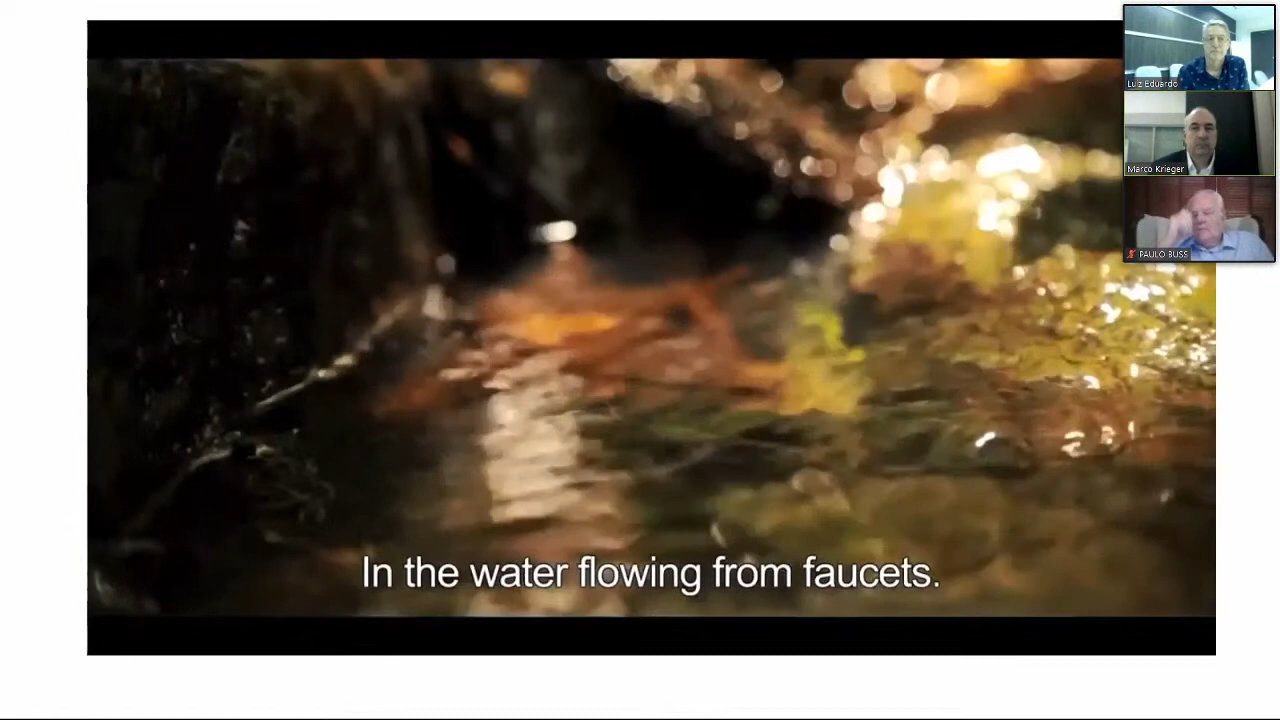 Luiz Eduardo
Marco Krieger
PAULO BUSS
In the water flowing from faucets.